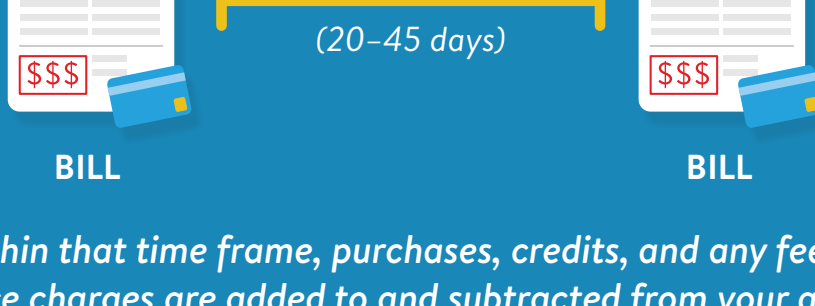 (20–45 days)
$$$ $$$
BILL BILL
that time frame, purchases, credits, and any
charges are added to and subtracted from your